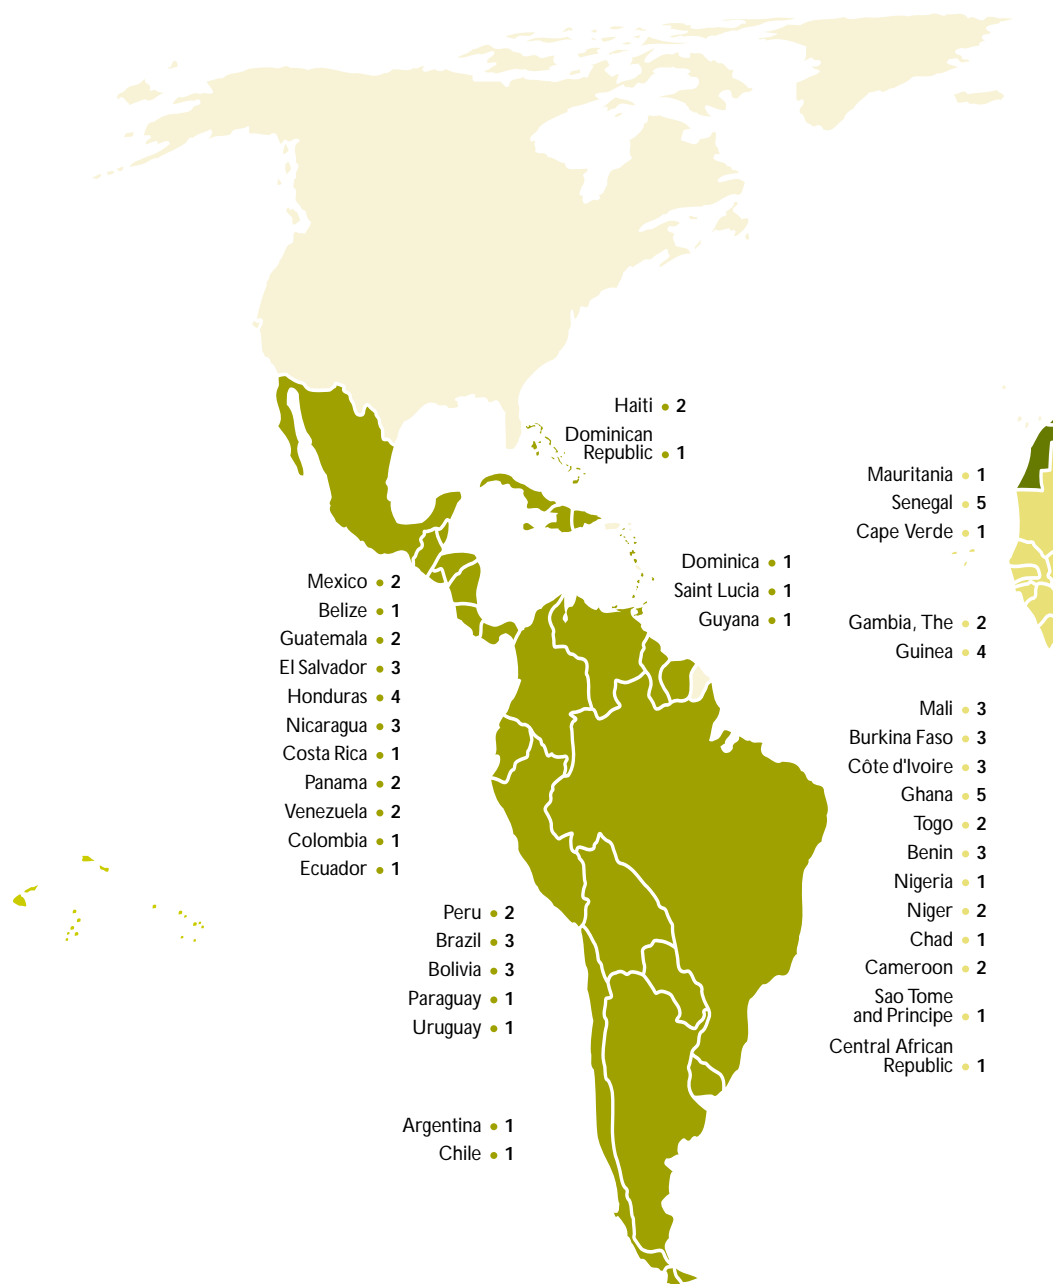 Haiti • 2
Dominican
Republic • 1
Mauritania • 1
Senegal • 5
Cape Verde • 1
Dominica • 1
Saint Lucia • 1
Guyana • 1
Mexico • 2
Belize • 1
Guatemala • 2
El Salvador • 3
Honduras • 4
Nicaragua • 3
Costa Rica • 1
Panama • 2
Venezuela • 2
Colombia • 1
Ecuador • 1
Gambia, The • 2
Guinea • 4
Mali • 3
Burkina Faso • 3
Côte d'Ivoire • 3
Ghana • 5
Togo • 2
Benin • 3
Nigeria • 1
Niger • 2
Chad • 1
Cameroon • 2
Sao Tome
and Principe • 1
Central African
Republic • 1
Peru • 2
Brazil • 3
Bolivia • 3
Paraguay • 1
Uruguay • 1
Argentina • 1
Chile • 1